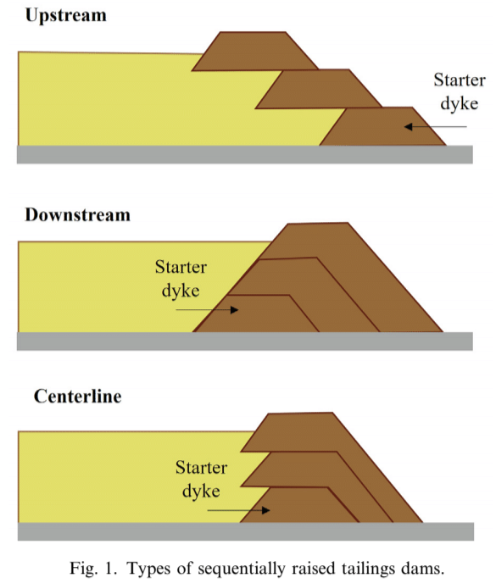 Upstream
Starter
dyke
Downstream
Starter
dyke
Centerline
Starter
dyke
Fig. 1. Types of sequentially raised tailings dams.